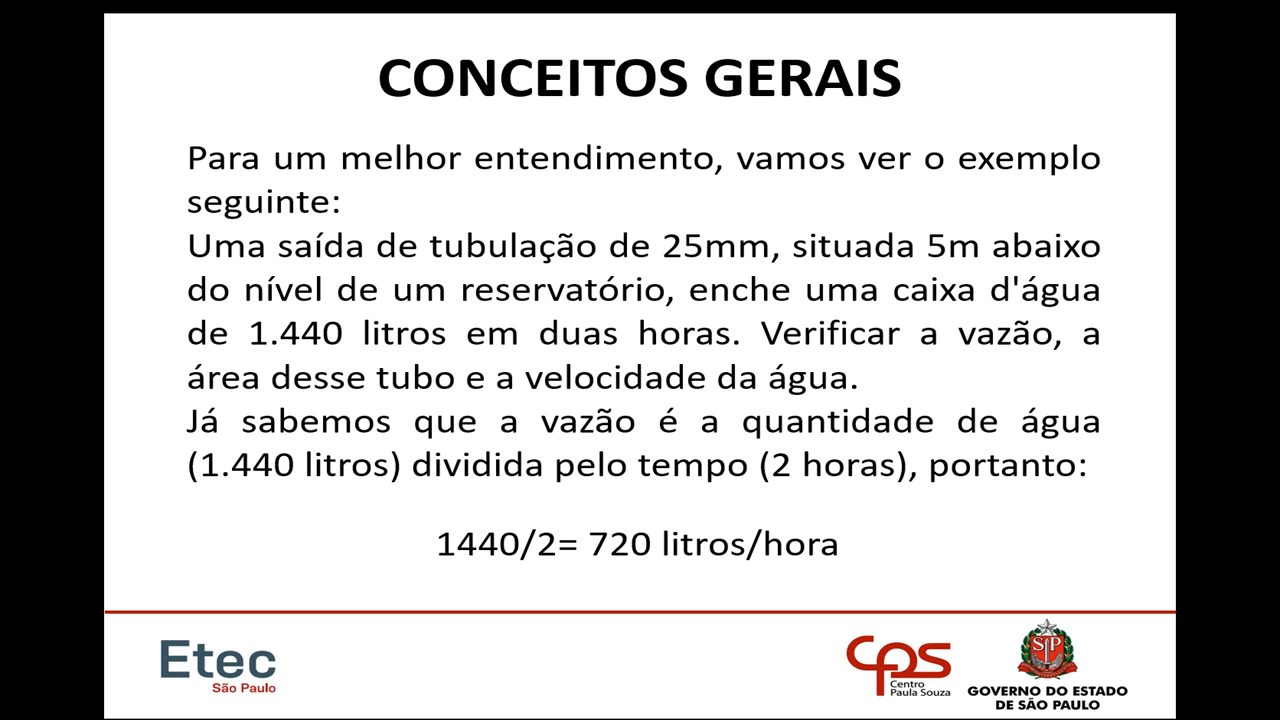 CONCEITOS GERAIS
Para um melhor entendimento, vamos ver o exemplo
seguinte:
Uma saída de tubulação de 25mm, situada 5m abaixo
do nível de um reservatório, enche uma caixa d'água
de 1.440 litros em duas horas. Verificar a vazão, a
área desse tubo e a velocidade da água.
Já sabemos que a vazão é a quantidade de água
(1.440 litros) dividida pelo tempo (2 horas), portanto:
1440/2= 720 litros/hora
Etec
São Paulo
cps
Centro
Paula Souza
SP
GOVERNO DO ESTADO
DE SÃO PAULO